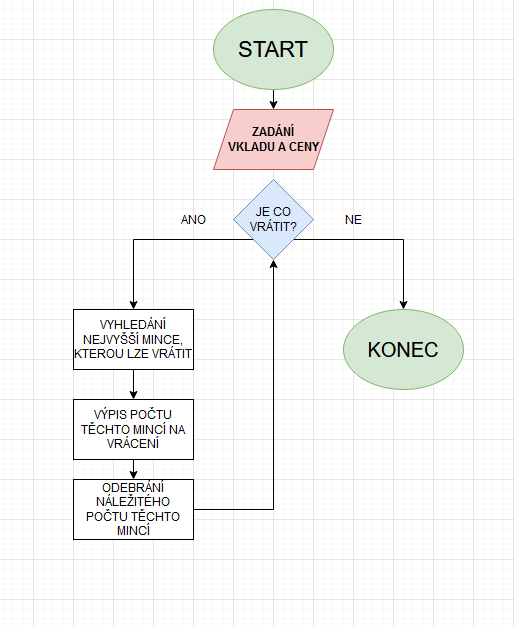 START
ZADÁNÍ
VKLADU A CENY
JE CO
VRÁTIT?
ANO
NE
VYHLEDÁNÍ
NEJVYŠŠÍ MINCE,
KTEROU LZE VRÁTIT
KONEC
VÝPIS POČTU
TĚCHTO MINCÍ NA
VRÁCENÍ
ODEBRÁNÍ
NÁLEŽITÉHO
POČTU TĚCHTO
MINCÍ